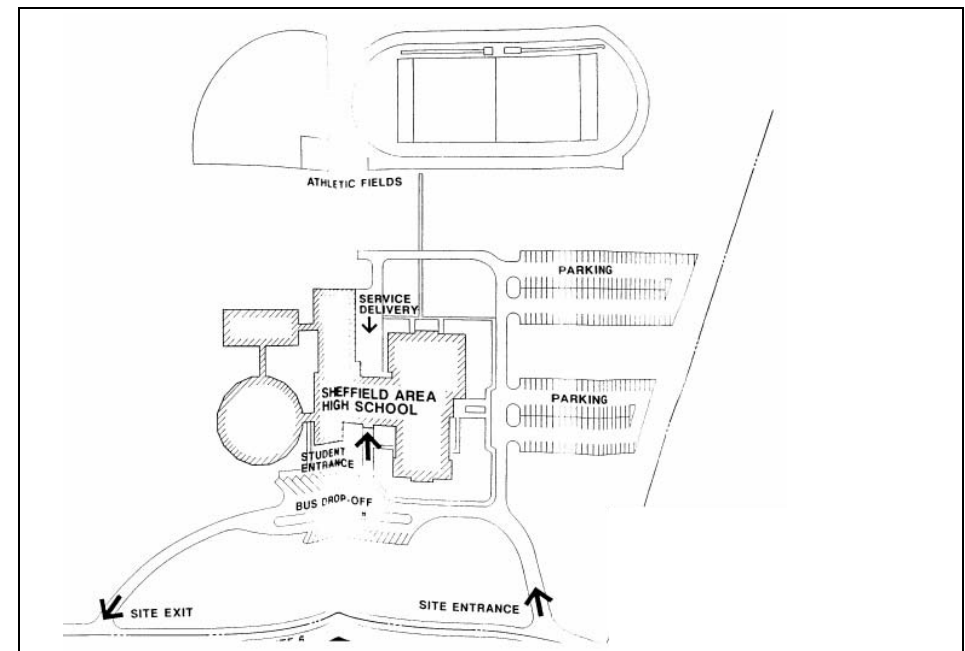 ATHLETIC FIELDS
PARKING
SERVICE
DELIVERY
SHEFFIELD AREA
HIGH SCHOOL
PARKING
STUDENT
ENTRANCE
BUS DROP-OFF
SITE ENTRANCE
SITE EXIT